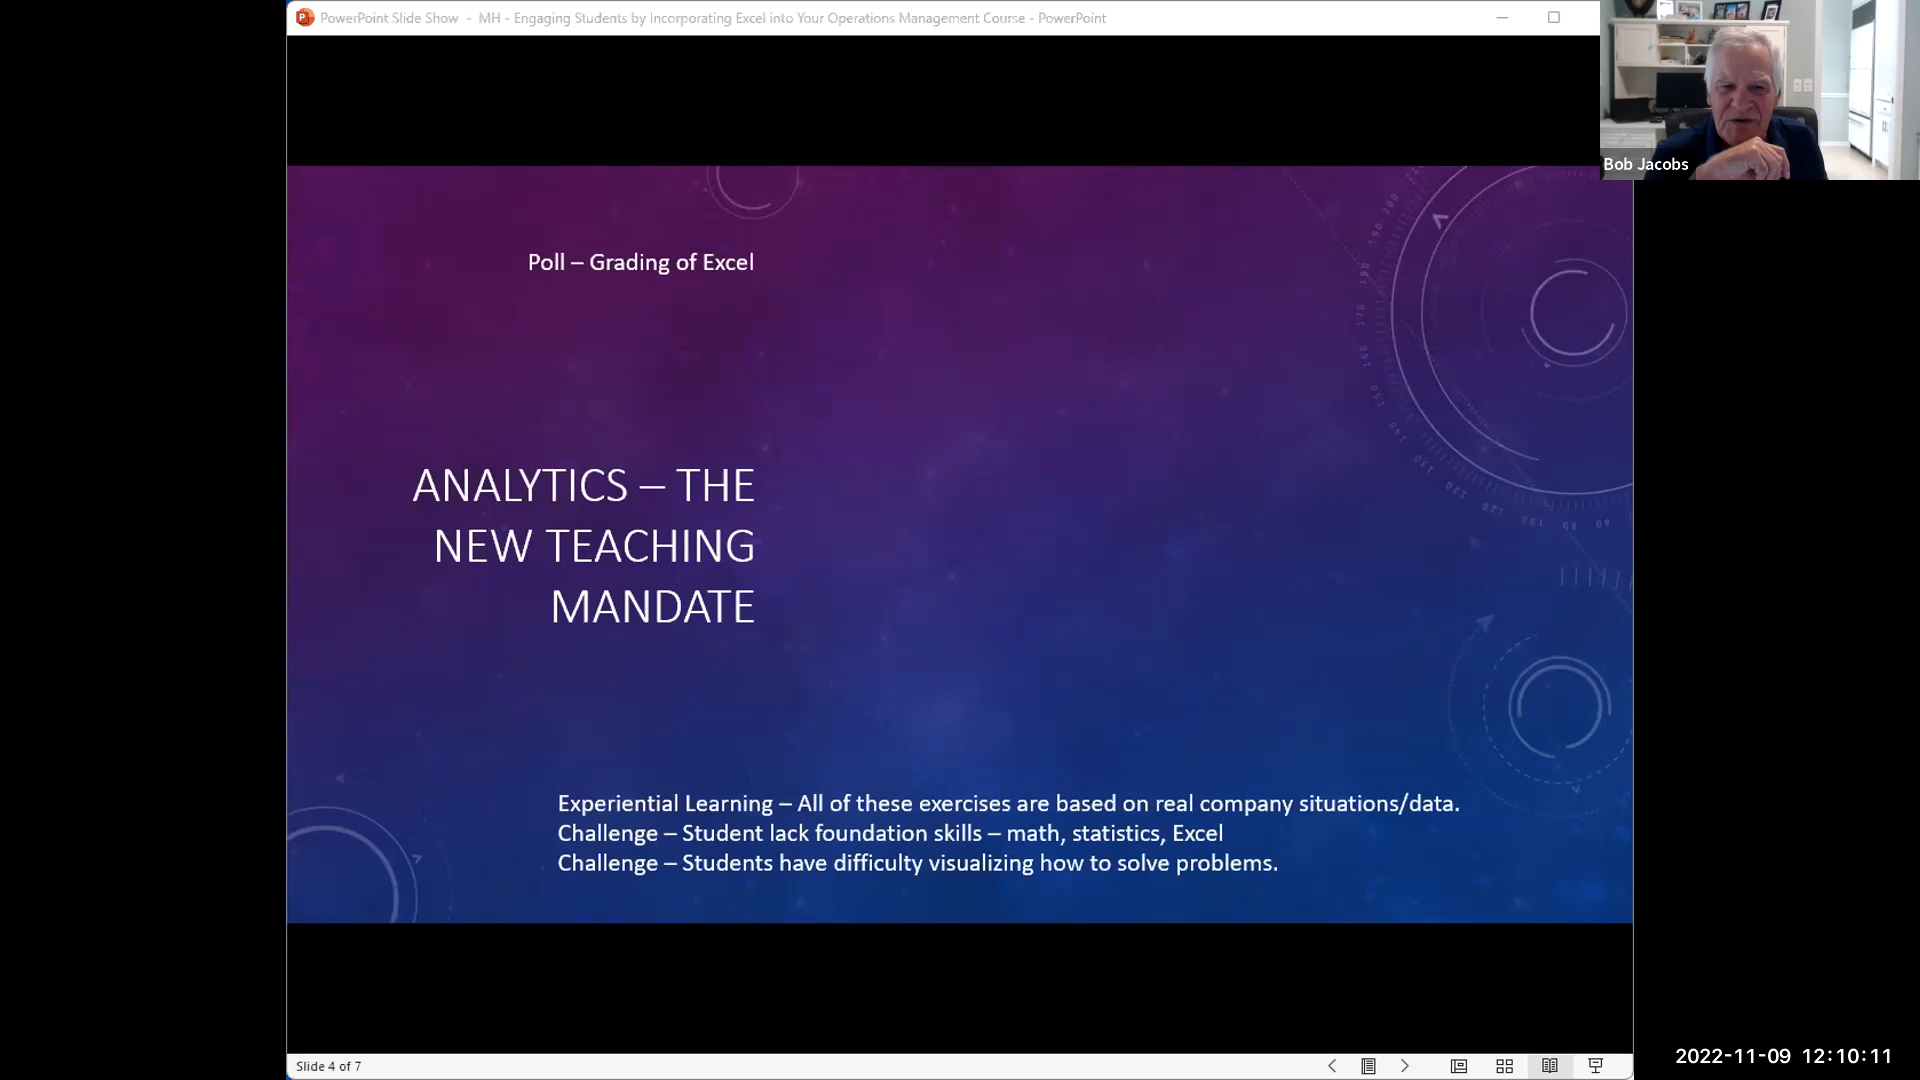 PowerPoint Slide Show - MH - Engaging Students by Incorporating Excel into Your Operations Management Course - PowerPoint
Bob Jacobs
Poll – Grading of Excel
ANALYTICS – THE
NEW TEACHING
MANDATE
Experiential Learning – All of these exercises are based on real company situations/data.
Challenge – Student lack foundation skills – math, statistics, Excel
Challenge – Students have difficulty visualizing how to solve problems.
Slide 4 of 7
2022-11-09 12:10:11